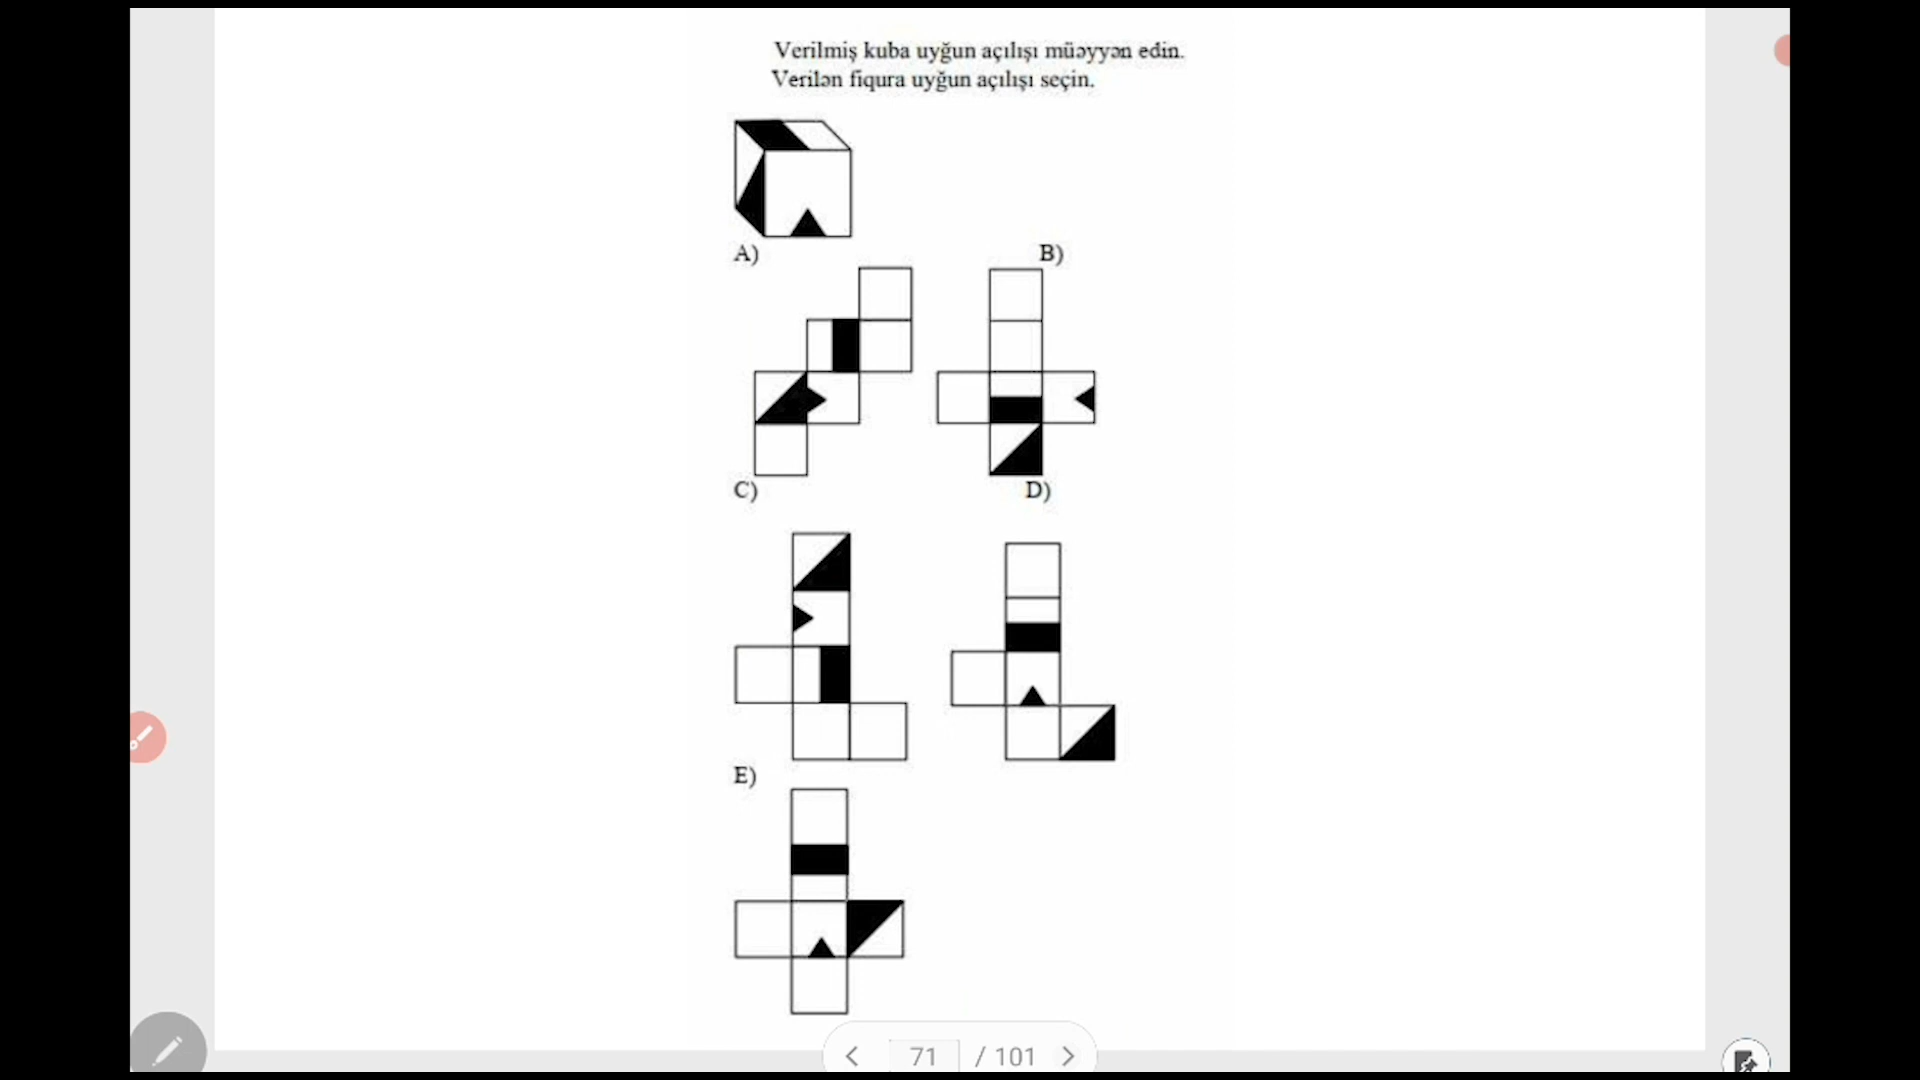 Verilmiş kuba uyğun açılışı müəyyən edin.
Verilən fiqura uyğun açılışı seçin.
A)
B)
C)
D)
E)
71 / 101